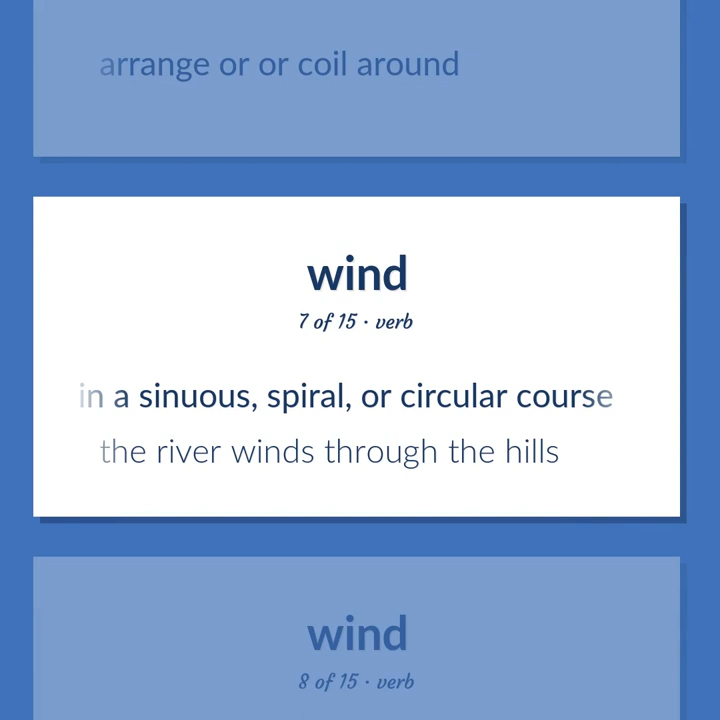 arrange or or coil around
wind
7 of 15 · verb
in a sinuous, spiral, or circular course
the river winds through the hills
wind
8 of 15 · verb